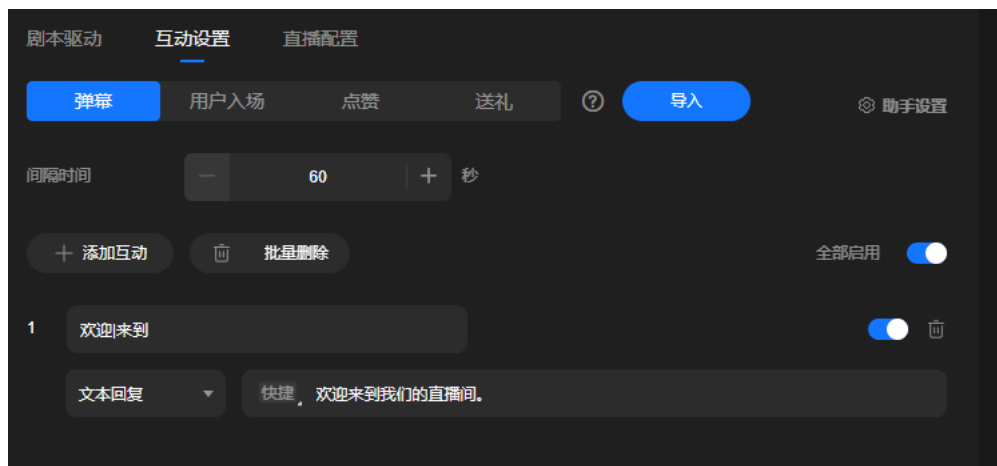 剧本驱动 互动设置 直播配置
弹幕 用户入场 点赞 送礼 ? 导入 助手设置
间隔时间 − 60 + 秒
+ 添加互动 批量删除 全部启用
1 欢迎|来到
文本回复 快捷 欢迎来到我们的直播间。